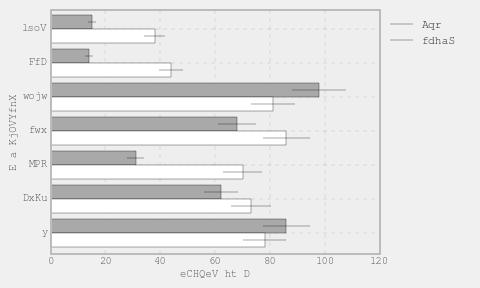 lsoV
FfD
wojw
fwx
MPR
DxKu
y
E a KjOVYfnX
0 20 40 60 80 100 120
eCHQeV ht D
Aqr
fdhaS